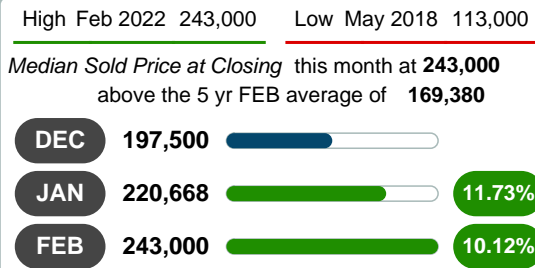 High Feb 2022 243,000 Low May 2018 113,000
Median Sold Price at Closing this month at 243,000
above the 5 yr FEB average of 169,380
DEC 197,500
JAN 220,668 11.73%
FEB 243,000 10.12%